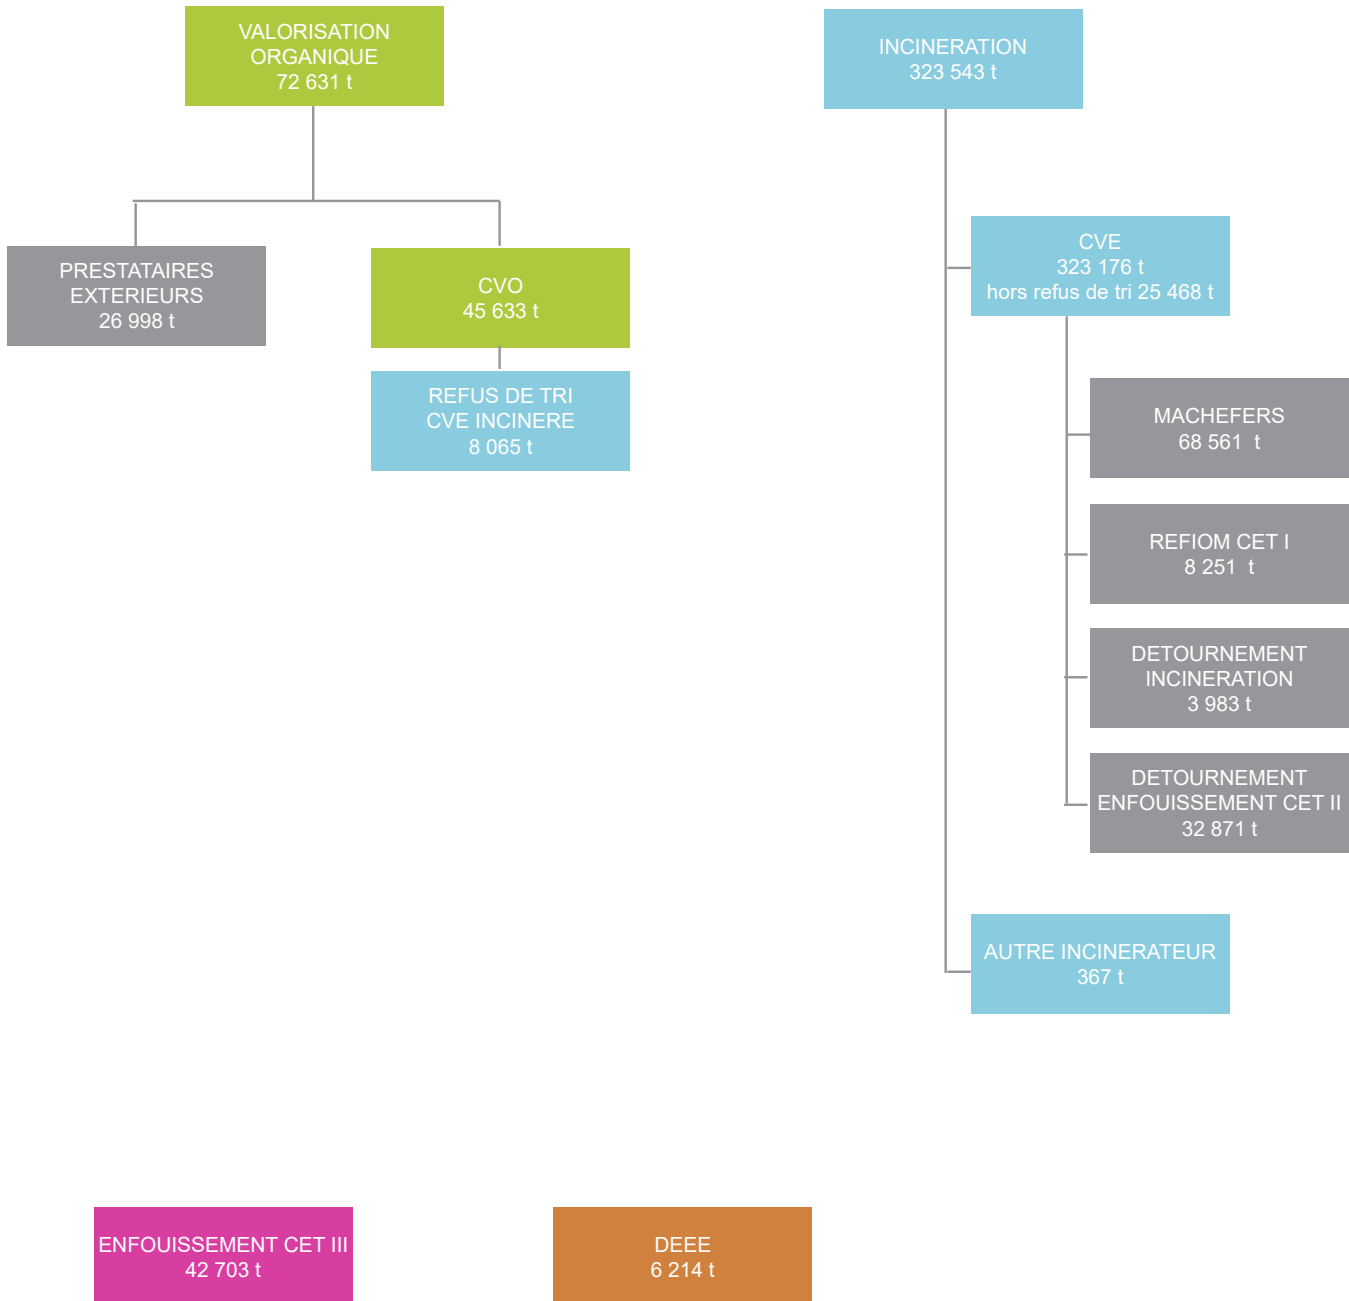 VALORISATION
ORGANIQUE
72 631 t
INCINERATION
323 543 t
PRESTATAIRES
EXTERIEURS
26 998 t
CVO
45 633 t
REFUS DE TRI
CVE INCINERE
8 065 t
CVE
323 176 t
hors refus de tri 25 468 t
MACHEFERS
68 561 t
REFIOM CET I
8 251 t
DETOURNEMENT
INCINERATION
3 983 t
DETOURNEMENT
ENFOUISSEMENT CET II
32 871 t
AUTRE INCINERATEUR
367 t
ENFOUISSEMENT CET III
42 703 t
DEEE
6 214 t